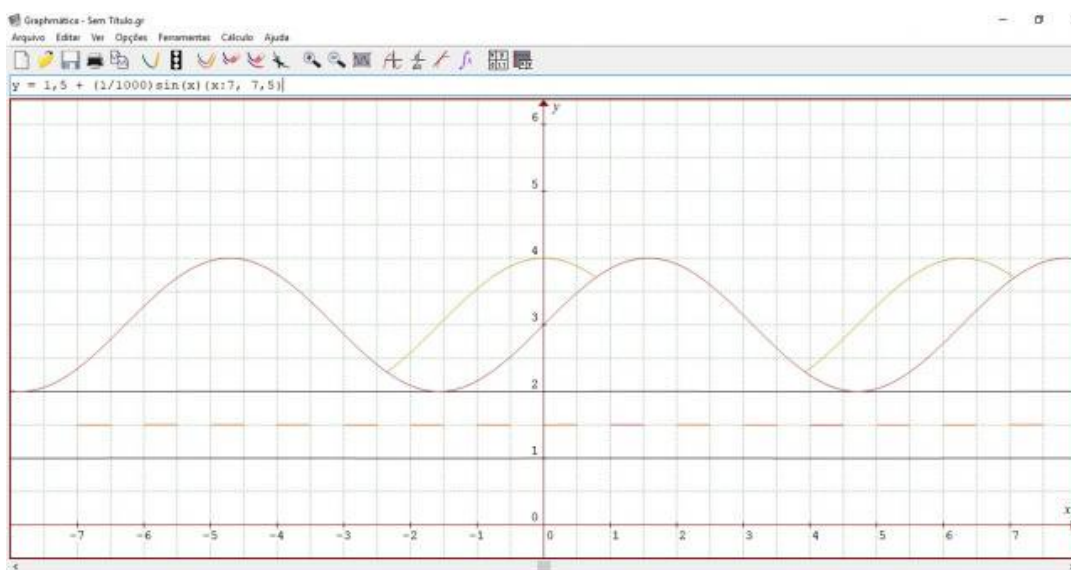 Graphmática - Sem Título.gr
Arquivo Editar Ver Opções Ferramentas Cálculo Ajuda
y = 1,5 + (1/1000)sin(x)(x:7, 7,5)
y
6
5
4
3
2
1
0
x
-7 -6 -5 -4 -3 -2 -1 0 1 2 3 4 5 6 7